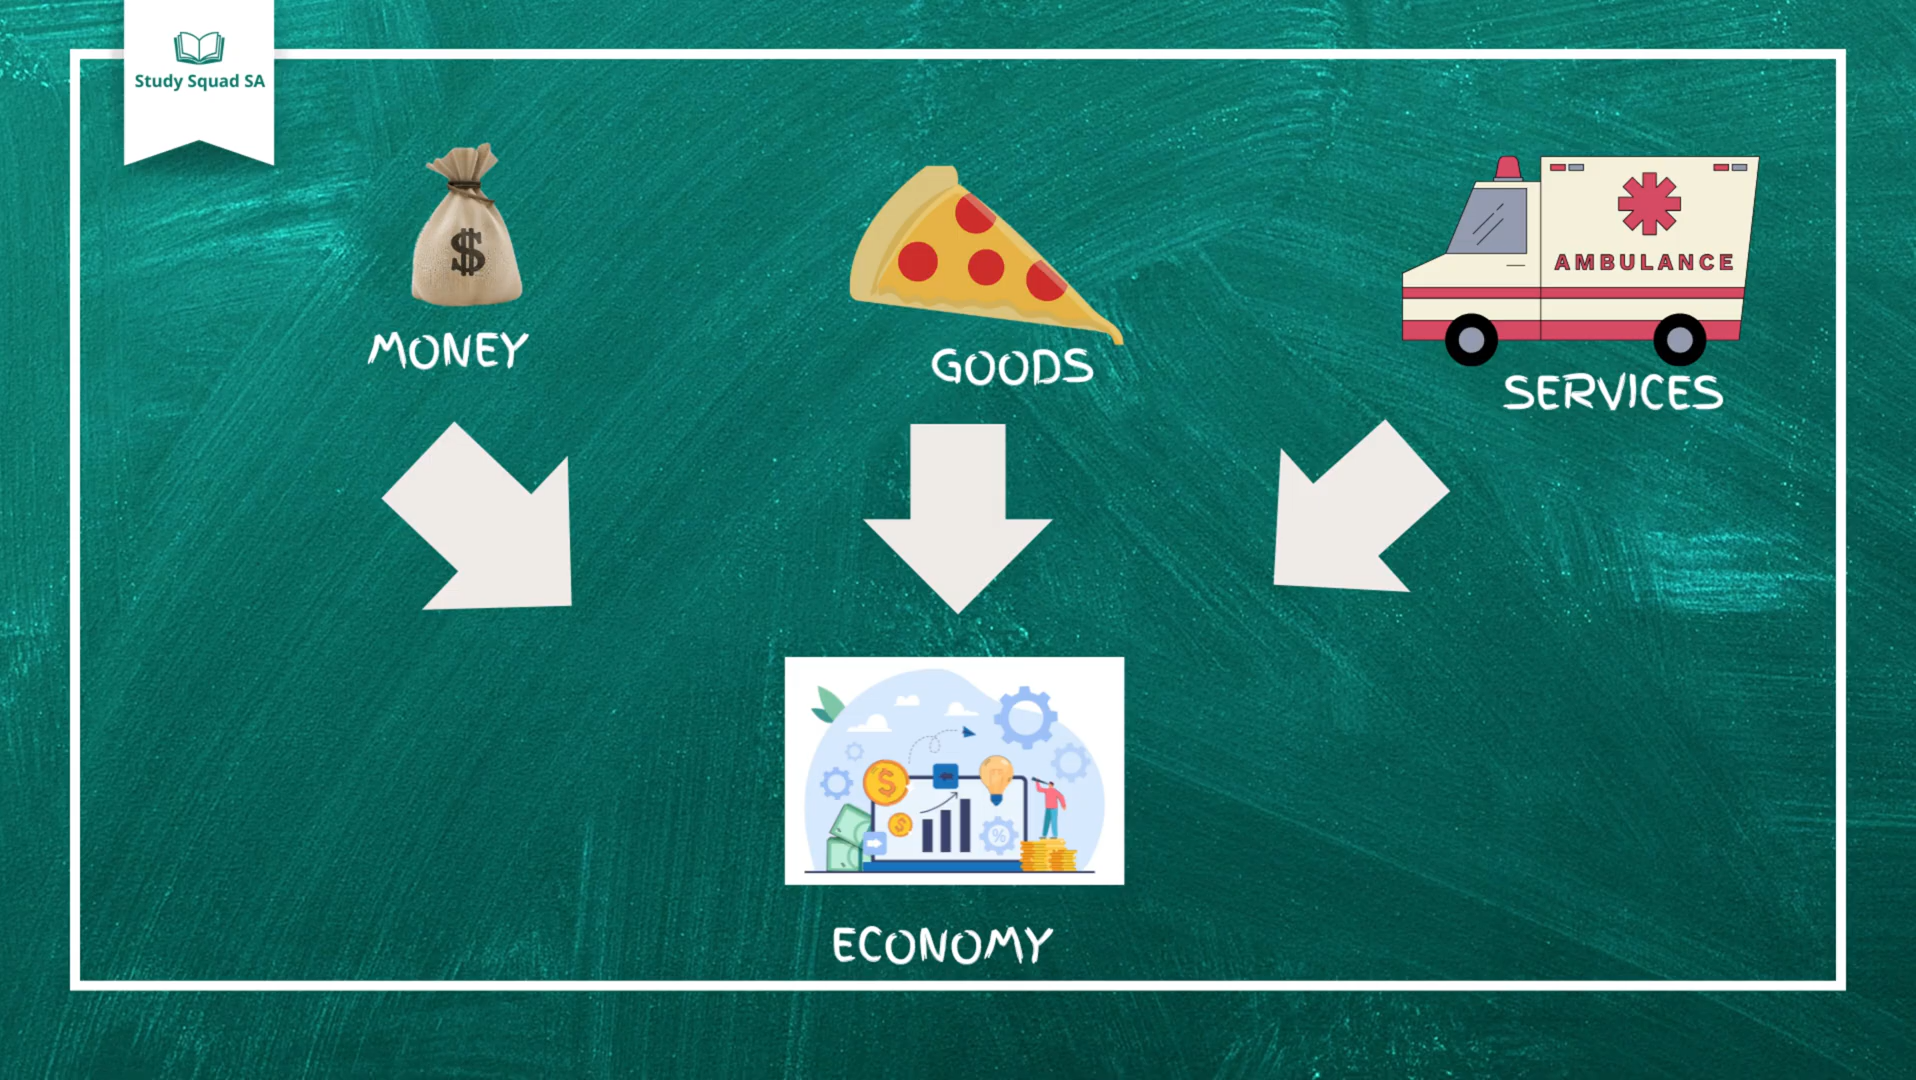 Study Squad SA
$
AMBULANCE
MONEY
GOODS
SERVICES
$
$
%
ECONOMY